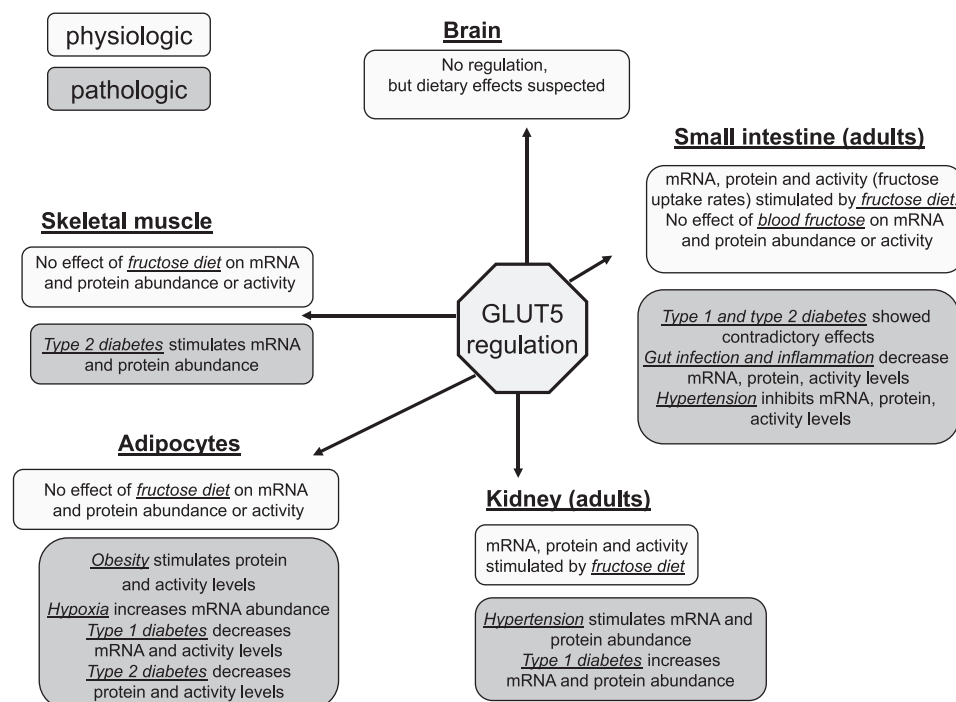 physiologic
pathologic
Brain
No regulation,
but dietary effects suspected
Small intestine (adults)
mRNA, protein and activity (fructose
uptake rates) stimulated by fructose diet.
No effect of blood fructose on mRNA
and protein abundance or activity
Type 1 and type 2 diabetes showed
contradictory effects
Gut infection and inflammation decrease
mRNA, protein, activity levels
Hypertension inhibits mRNA, protein,
activity levels
Skeletal muscle
No effect of fructose diet on mRNA
and protein abundance or activity
Type 2 diabetes stimulates mRNA
and protein abundance
GLUT5
regulation
Adipocytes
No effect of fructose diet on mRNA
and protein abundance or activity
Obesity stimulates protein
and activity levels
Hypoxia increases mRNA abundance
Type 1 diabetes decreases
mRNA and activity levels
Type 2 diabetes decreases
protein and activity levels
Kidney (adults)
mRNA, protein and activity
stimulated by fructose diet
Hypertension stimulates mRNA and
protein abundance
Type 1 diabetes increases
mRNA and protein abundance